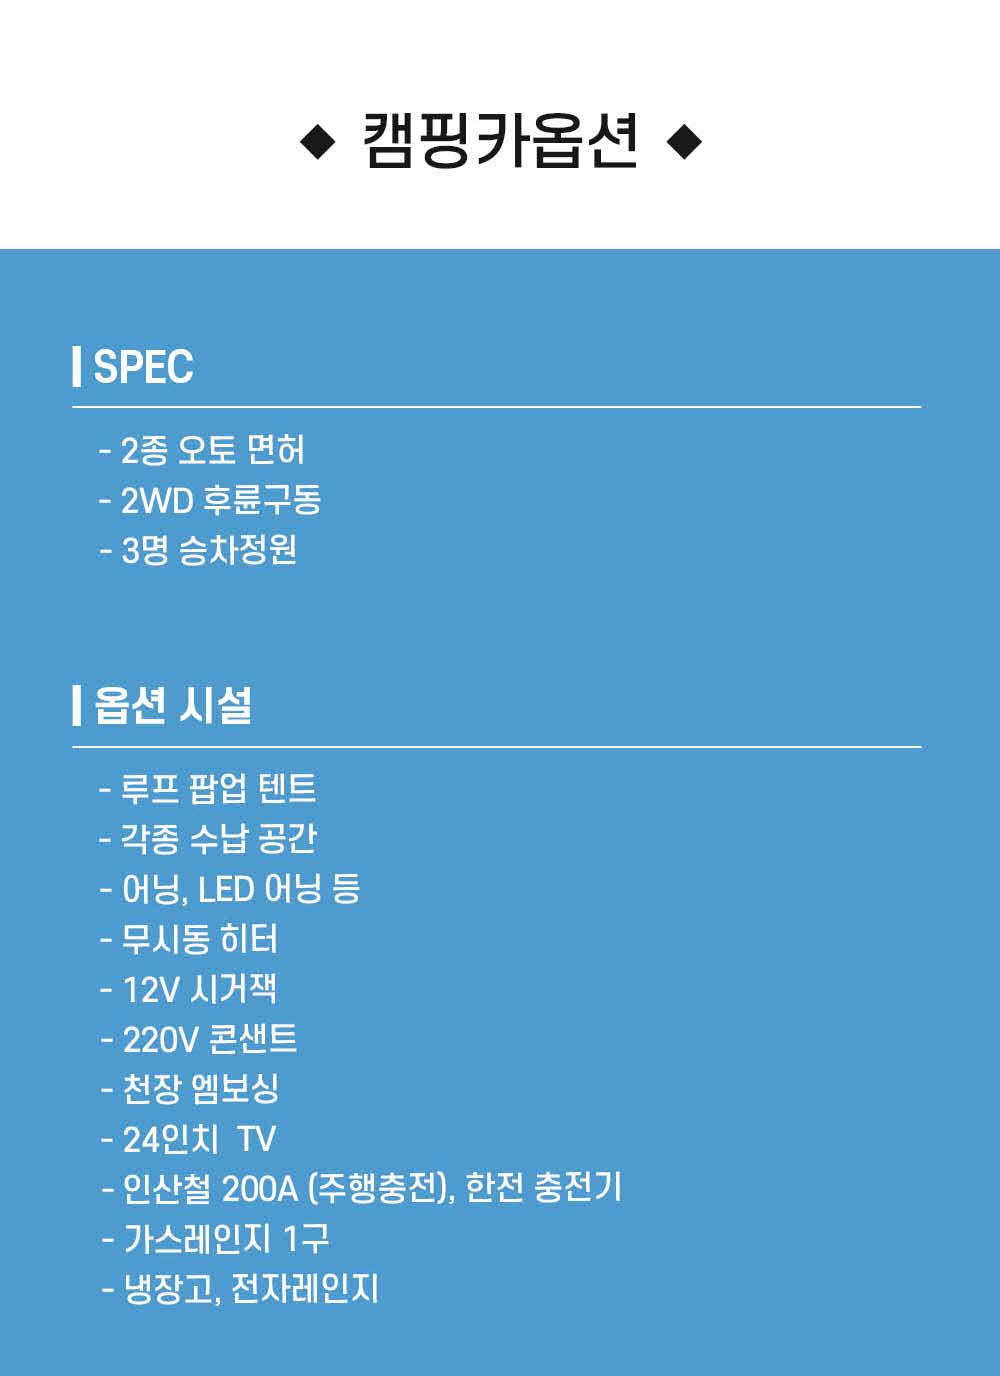 ◆ 캠핑카옵션 ◆
SPEC
- 2종 오토 면허
- 2WD 후륜구동
- 3명 승차정원
옵션 시설
- 루프 팝업 텐트
- 각종 수납 공간
- 어닝, LED 어닝 등
- 무시동 히터
- 12V 시거잭
- 220V 콘샌트
- 천장 엠보싱
- 24인치 TV
- 인산철 200A (주행충전), 한전 충전기
- 가스레인지 1구
- 냉장고, 전자레인지